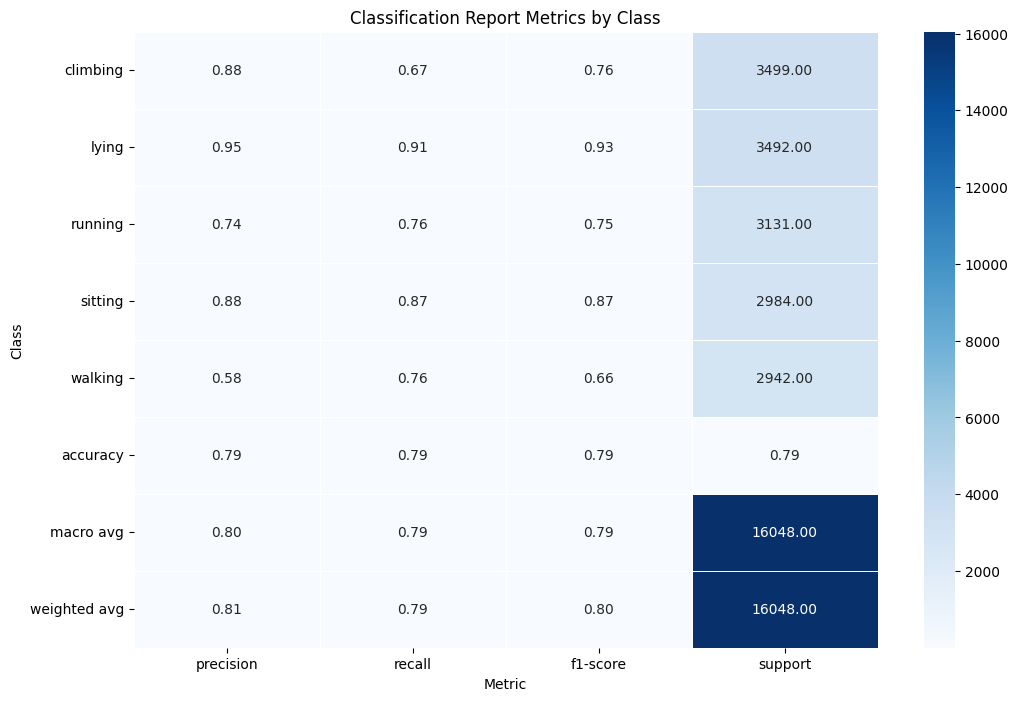 Classification Report Metrics by Class
climbing 0.88 0.67 0.76 3499.00
lying 0.95 0.91 0.93 3492.00
running 0.74 0.76 0.75 3131.00
sitting 0.88 0.87 0.87 2984.00
walking 0.58 0.76 0.66 2942.00
accuracy 0.79 0.79 0.79 0.79
macro avg 0.80 0.79 0.79 16048.00
weighted avg 0.81 0.79 0.80 16048.00
precision recall f1-score support
Metric
Class
16000
14000
12000
10000
8000
6000
4000
2000